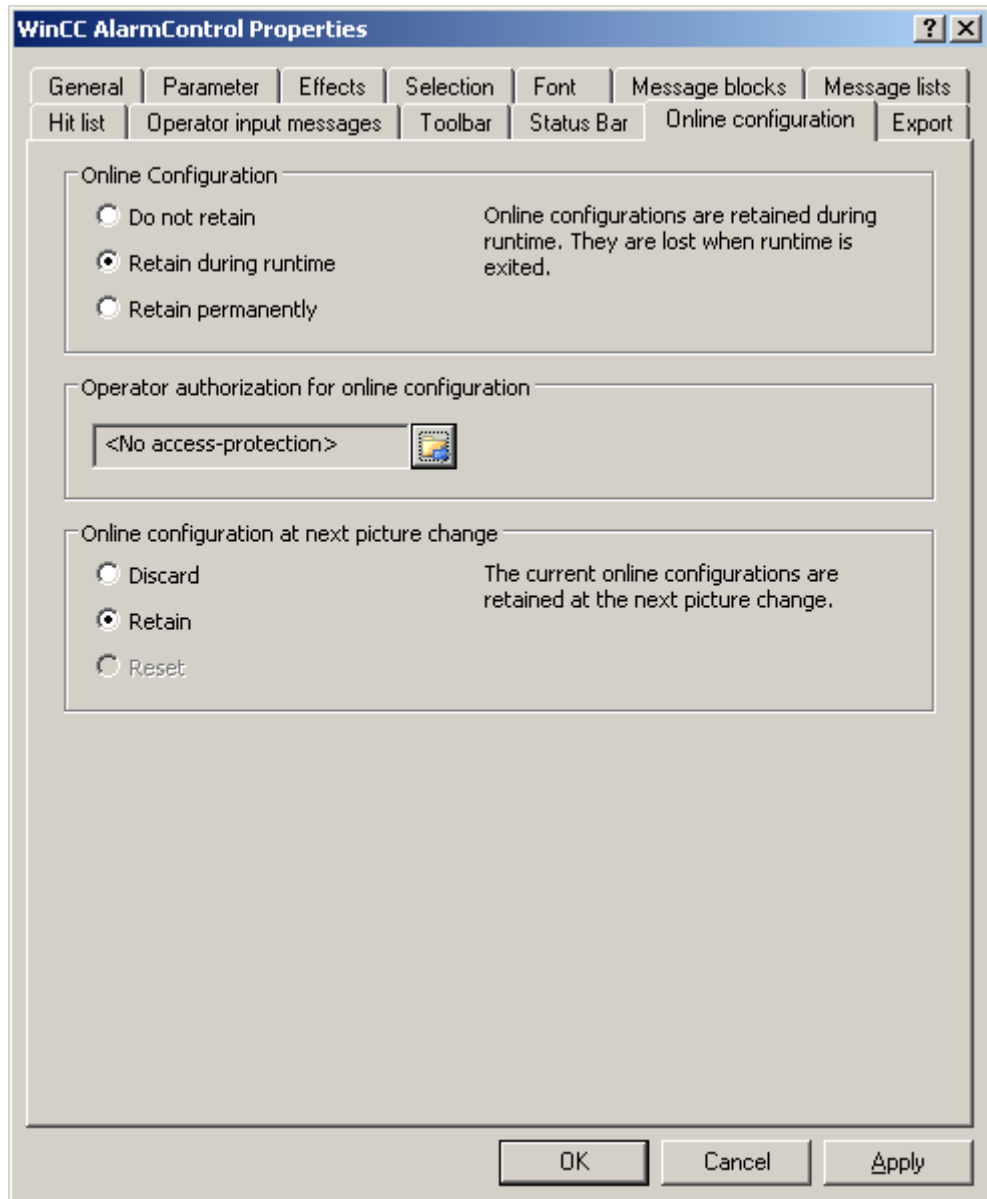 WinCC AlarmControl Properties
General Parameter Effects Selection Font Message blocks Message lists
Hit list Operator input messages Toolbar Status Bar Online configuration Export
Online Configuration
Do not retain
Retain during runtime
Retain permanently
Online configurations are retained during
runtime. They are lost when runtime is
exited.
Operator authorization for online configuration
<No access-protection>
Online configuration at next picture change
Discard
Retain
Reset
The current online configurations are
retained at the next picture change.
OK Cancel Apply